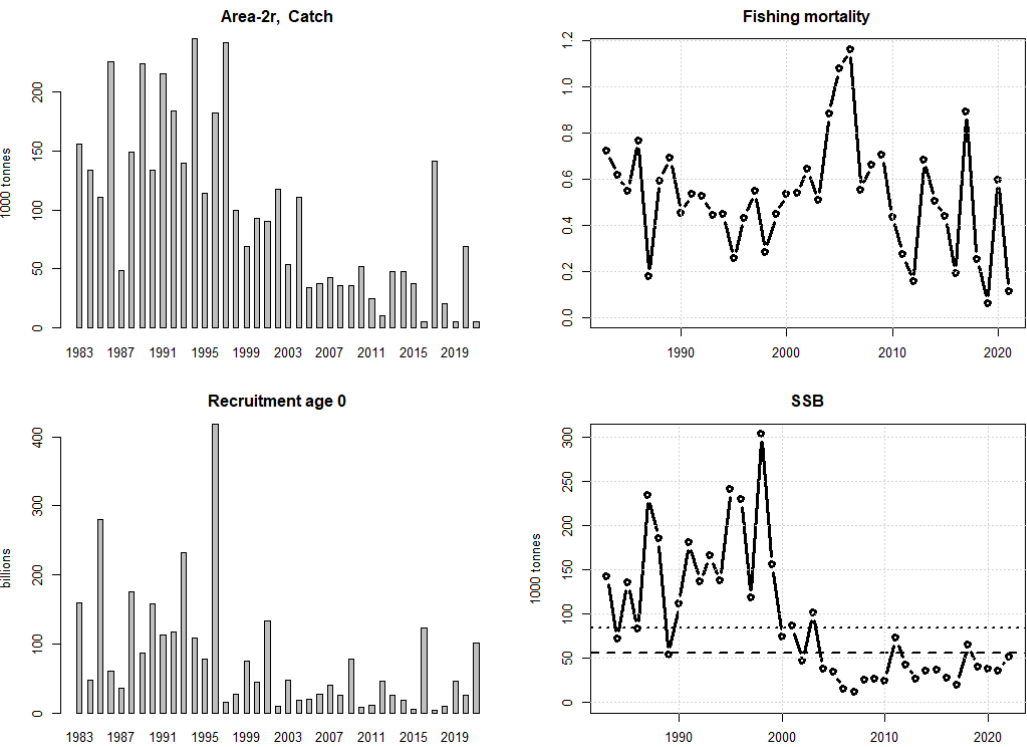 Area-2r,  Catch
1000 tonnes
0
50
100
150
200
1983 1987 1991 1995 1999 2003 2007 2011 2015 2019
Fishing mortality
0.0
0.2
0.4
0.6
0.8
1.0
1.2
1990 2000 2010 2020
Recruitment age 0
billions
0
100
200
300
400
1983 1987 1991 1995 1999 2003 2007 2011 2015 2019
SSB
1000 tonnes
0
50
100
150
200
250
300
1990 2000 2010 2020